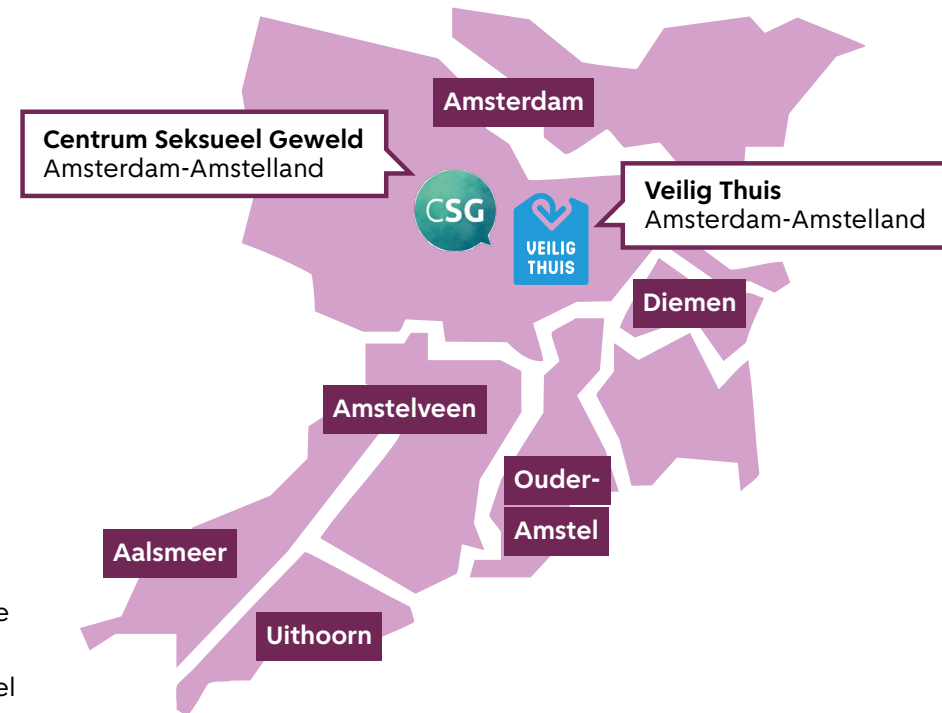 Amsterdam
Centrum Seksueel Geweld
Amsterdam-Amstelland
CSG
VEILIG
THUIS
Veilig Thuis
Amsterdam-Amstelland
Diemen
Amstelveen
Ouder-
Amstel
Aalsmeer
Uithoorn
e
el